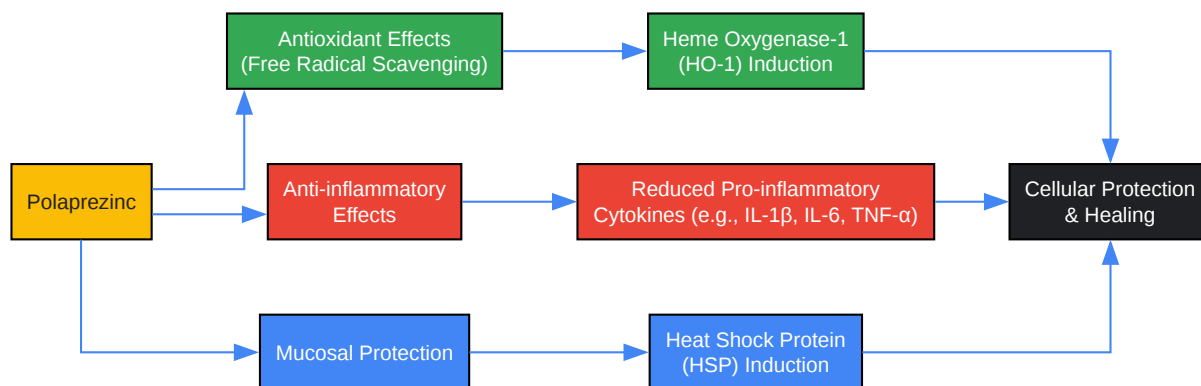 Antioxidant Effects
(Free Radical Scavenging)
Heme Oxygenase-1
(HO-1) Induction
Polaprezinc
Anti-inflammatory
Effects
Reduced Pro-inflammatory
Cytokines (e.g., IL-1β, IL-6, TNF-α)
Cellular Protection
& Healing
Mucosal Protection
Heat Shock Protein
(HSP) Induction